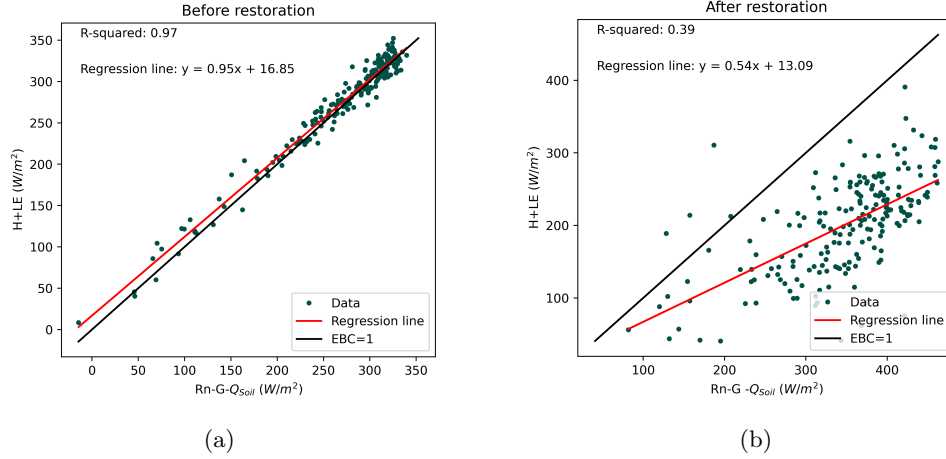 Before restoration
R-squared: 0.97
Regression line: y = 0.95x + 16.85
H+LE (W/m²)
350
300
250
200
150
100
50
0
Data
Regression line
EBC=1
0 50 100 150 200 250 300 350
Rn-G-Q_Soil (W/m²)
(a)
After restoration
R-squared: 0.39
Regression line: y = 0.54x + 13.09
H+LE (W/m²)
400
300
200
100
Data
Regression line
EBC=1
100 200 300 400
Rn-G -Q_Soil (W/m²)
(b)